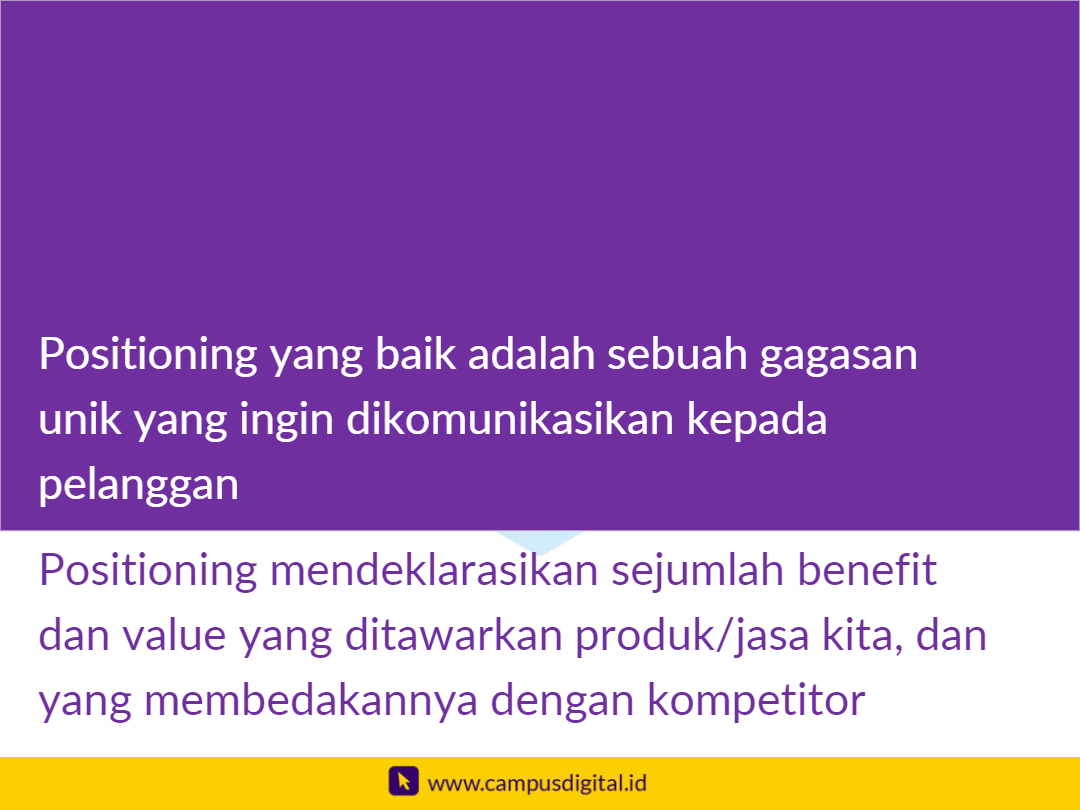 Positioning yang baik adalah sebuah gagasan
unik yang ingin dikomunikasikan kepada
pelanggan
Positioning mendeklarasikan sejumlah benefit
dan value yang ditawarkan produk/jasa kita, dan
yang membedakannya dengan kompetitor
www.campusdigital.id